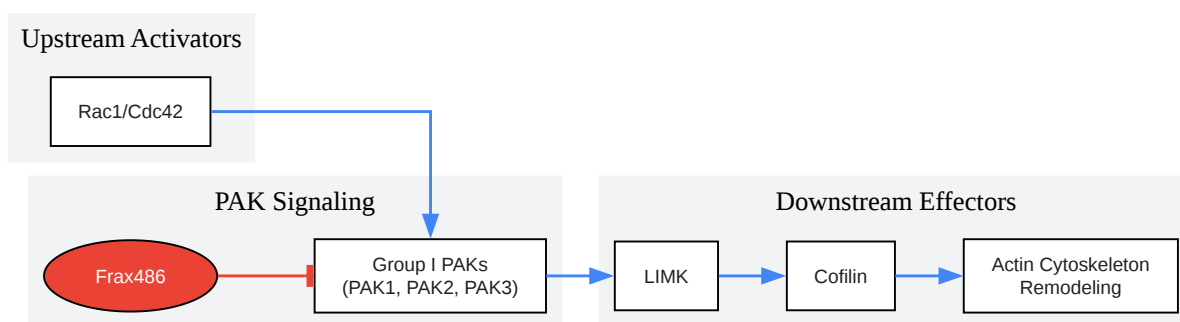 Upstream Activators
Rac1/Cdc42
PAK Signaling
Downstream Effectors
Frax486
Group I PAKs
(PAK1, PAK2, PAK3)
LIMK
Cofilin
Actin Cytoskeleton
Remodeling